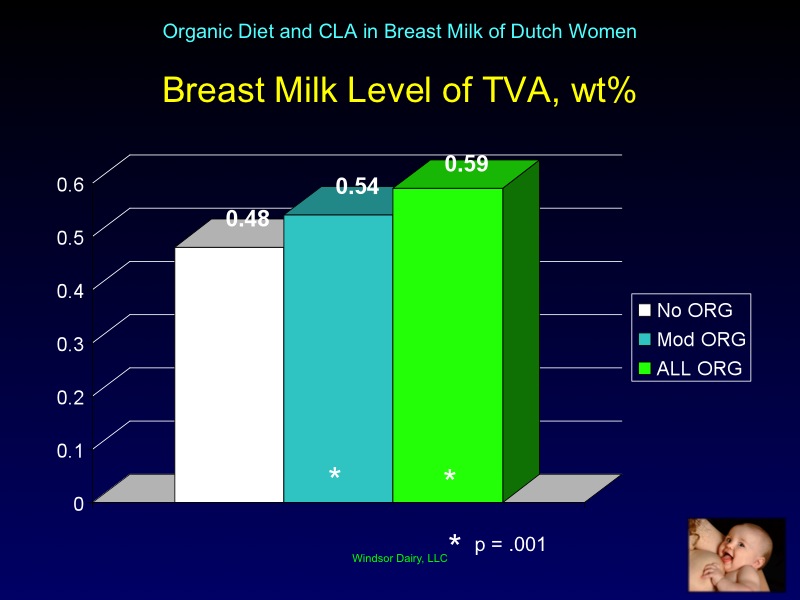 Organic Diet and CLA in Breast Milk of Dutch Women
Breast Milk Level of TVA, wt%
0.6
0.5
0.4
0.3
0.2
0.1
0
0.48
0.54
0.59
*
*
No ORG
Mod ORG
ALL ORG
* p = .001
Windsor Dairy, LLC